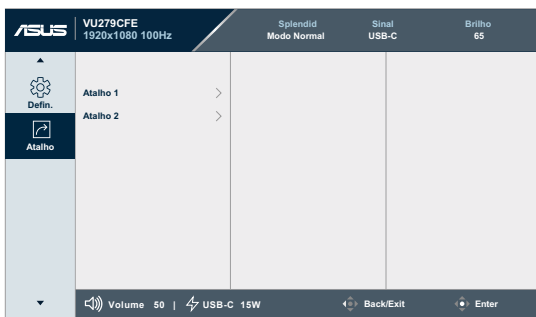 ASUS
VU279CFE
1920x1080 100Hz
Splendid
Modo Normal
Sinal
USB-C
Brilho
65
Defin.
Atalho
Atalho 1
Atalho 2
Volume 50 | USB-C 15W
Back/Exit
Enter